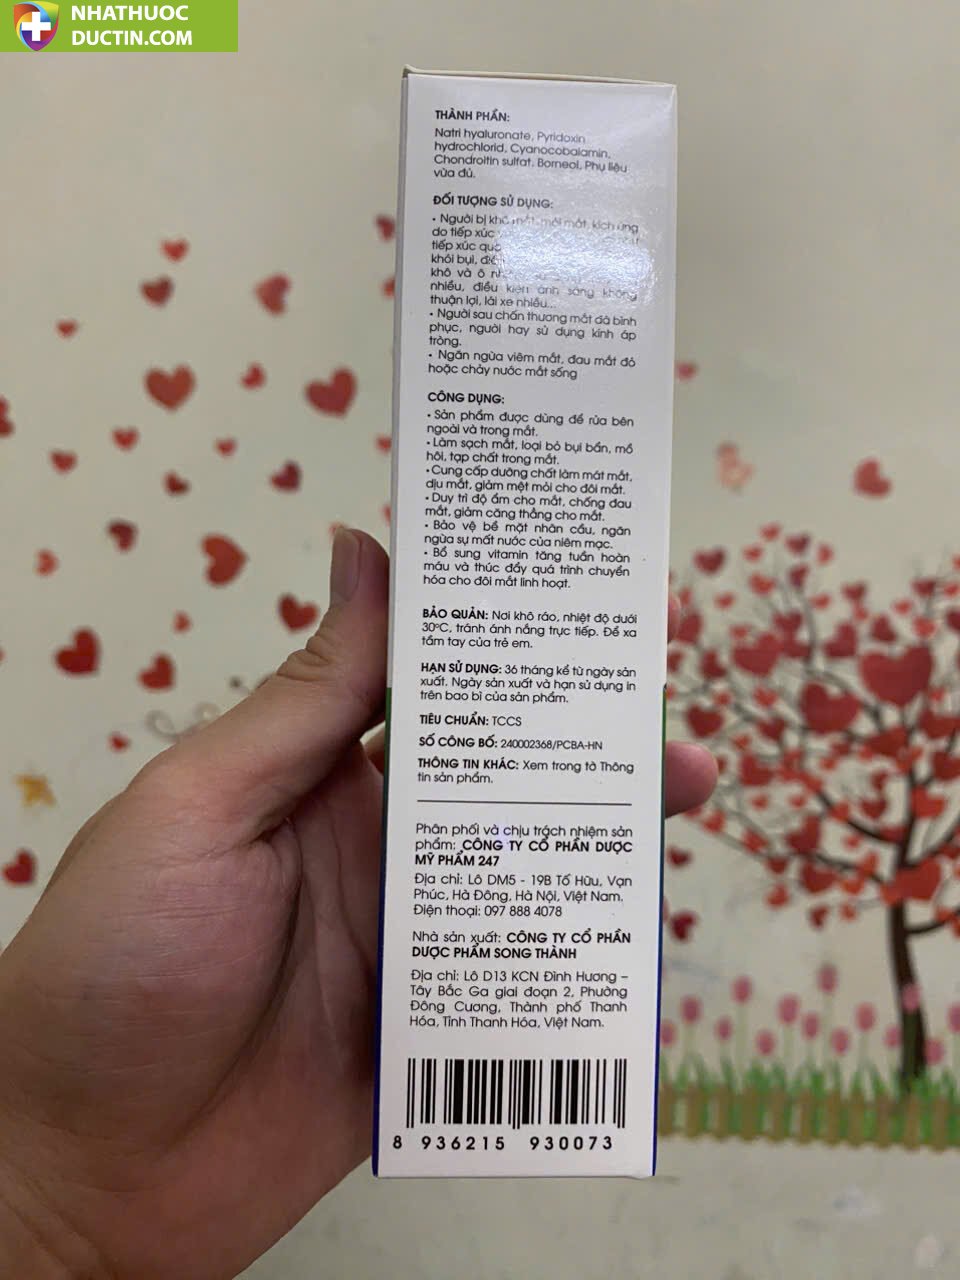 NHATHUOC
DUCTIN.COM
THÀNH PHẦN:
Natri hyaluronate, Pyridoxin
hydrochlorid, Cyanocobalamin,
Chondroitin sulfat, Borneol, Phụ liệu
vừa đủ.
ĐỐI TƯỢNG SỬ DỤNG:
• Người bị khô mắt, mỏi mắt, kích ứng
do tiếp xúc
tiếp xúc
khói bụi,
khô và ô
nhiều, điều kiện ánh sáng không
thuận lợi, lái xe nhiều...
• Người sau chấn thương mắt đã bình
phục, người hay sử dụng kính áp
tròng.
• Ngăn ngừa viêm mắt, đau mắt đỏ
hoặc chảy nước mắt sống
CÔNG DỤNG:
• Sản phẩm được dùng để rửa bên
ngoài và trong mắt.
• Làm sạch mắt, loại bỏ bụi bẩn, mồ
hôi, tạp chất trong mắt.
• Cung cấp dưỡng chất làm mát mắt,
dịu mắt, giảm mệt mỏi cho đôi mắt.
• Duy trì độ ẩm cho mắt, chống đau
mắt, giảm căng thẳng cho mắt.
• Bảo vệ bề mặt nhãn cầu, ngăn
ngừa sự mất nước của niêm mạc.
• Bổ sung vitamin tăng tuần hoàn
máu và thúc đẩy quá trình chuyển
hóa cho đôi mắt linh hoạt.
BẢO QUẢN: Nơi khô ráo, nhiệt độ dưới
30°C, tránh ánh nắng trực tiếp. Để xa
tầm tay của trẻ em.
HẠN SỬ DỤNG: 36 tháng kể từ ngày sản
xuất. Ngày sản xuất và hạn sử dụng in
trên bao bì của sản phẩm.
TIÊU CHUẨN: TCCS
SỐ CÔNG BỐ: 240002368/PCBA-HN
THÔNG TIN KHÁC: Xem trong tờ Thông
tin sản phẩm.
Phân phối và chịu trách nhiệm sản
phẩm: CÔNG TY CỔ PHẦN DƯỢC
MỸ PHẨM 247
Địa chỉ: Lô DM5 - 19B Tố Hữu, Vạn
Phúc, Hà Đông, Hà Nội, Việt Nam.
Điện thoại: 097 888 4078
Nhà sản xuất: CÔNG TY CỔ PHẦN
DƯỢC PHẨM SONG THÀNH
Địa chỉ: Lô D13 KCN Đình Hương –
Tây Bắc Ga giai đoạn 2, Phường
Đông Cương, Thành phố Thanh
Hóa, Tỉnh Thanh Hóa, Việt Nam.
8 936215 930073